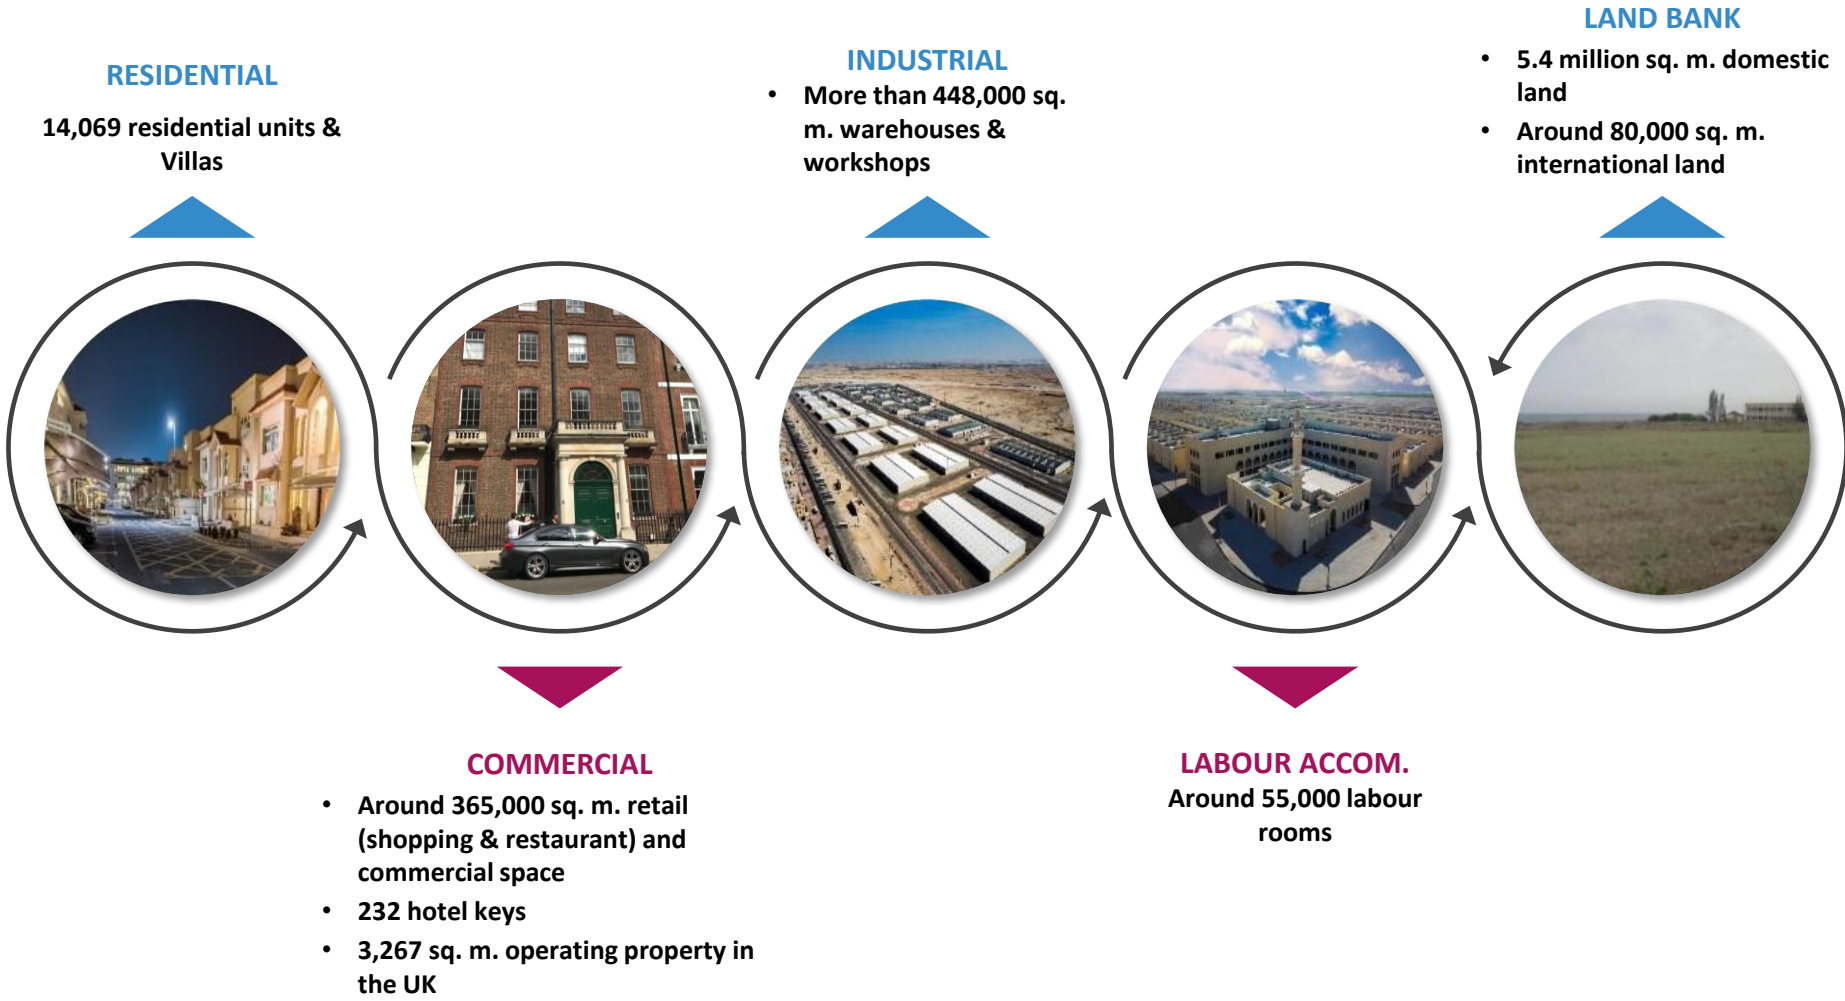 RESIDENTIAL
14,069 residential units &
Villas
COMMERCIAL
• Around 365,000 sq. m. retail
(shopping & restaurant) and
commercial space
• 232 hotel keys
• 3,267 sq. m. operating property in
the UK
INDUSTRIAL
• More than 448,000 sq.
m. warehouses &
workshops
LABOUR ACCOM.
Around 55,000 labour
rooms
LAND BANK
• 5.4 million sq. m. domestic
land
• Around 80,000 sq. m.
international land